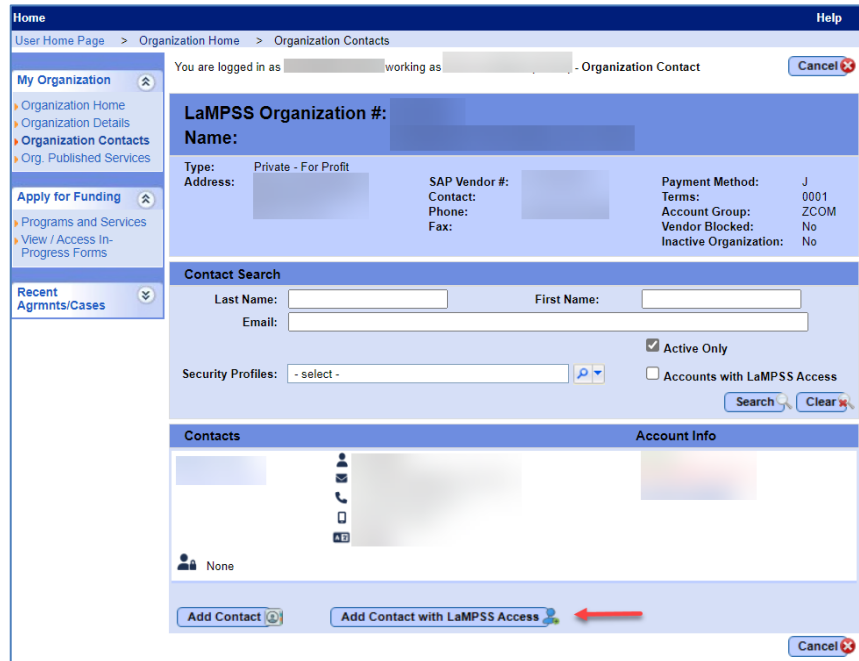 Home Help
User Home Page > Organization Home > Organization Contacts
You are logged in as working as - Organization Contact Cancel
My Organization
Organization Home
Organization Details
Organization Contacts
Org. Published Services
Apply for Funding
Programs and Services
View / Access In-
Progress Forms
Recent
Agrmnts/Cases
LaMPSS Organization #:
Name:
Type: Private - For Profit
Address: SAP Vendor #: Payment Method: J
Contact: Terms: 0001
Phone: Account Group: ZCOM
Fax: Vendor Blocked: No
Inactive Organization: No
Contact Search
Last Name: First Name:
Email:
Active Only
Security Profiles: - select - Accounts with LaMPSS Access
Search Clear
Contacts Account Info
None
Add Contact Add Contact with LaMPSS Access
Cancel